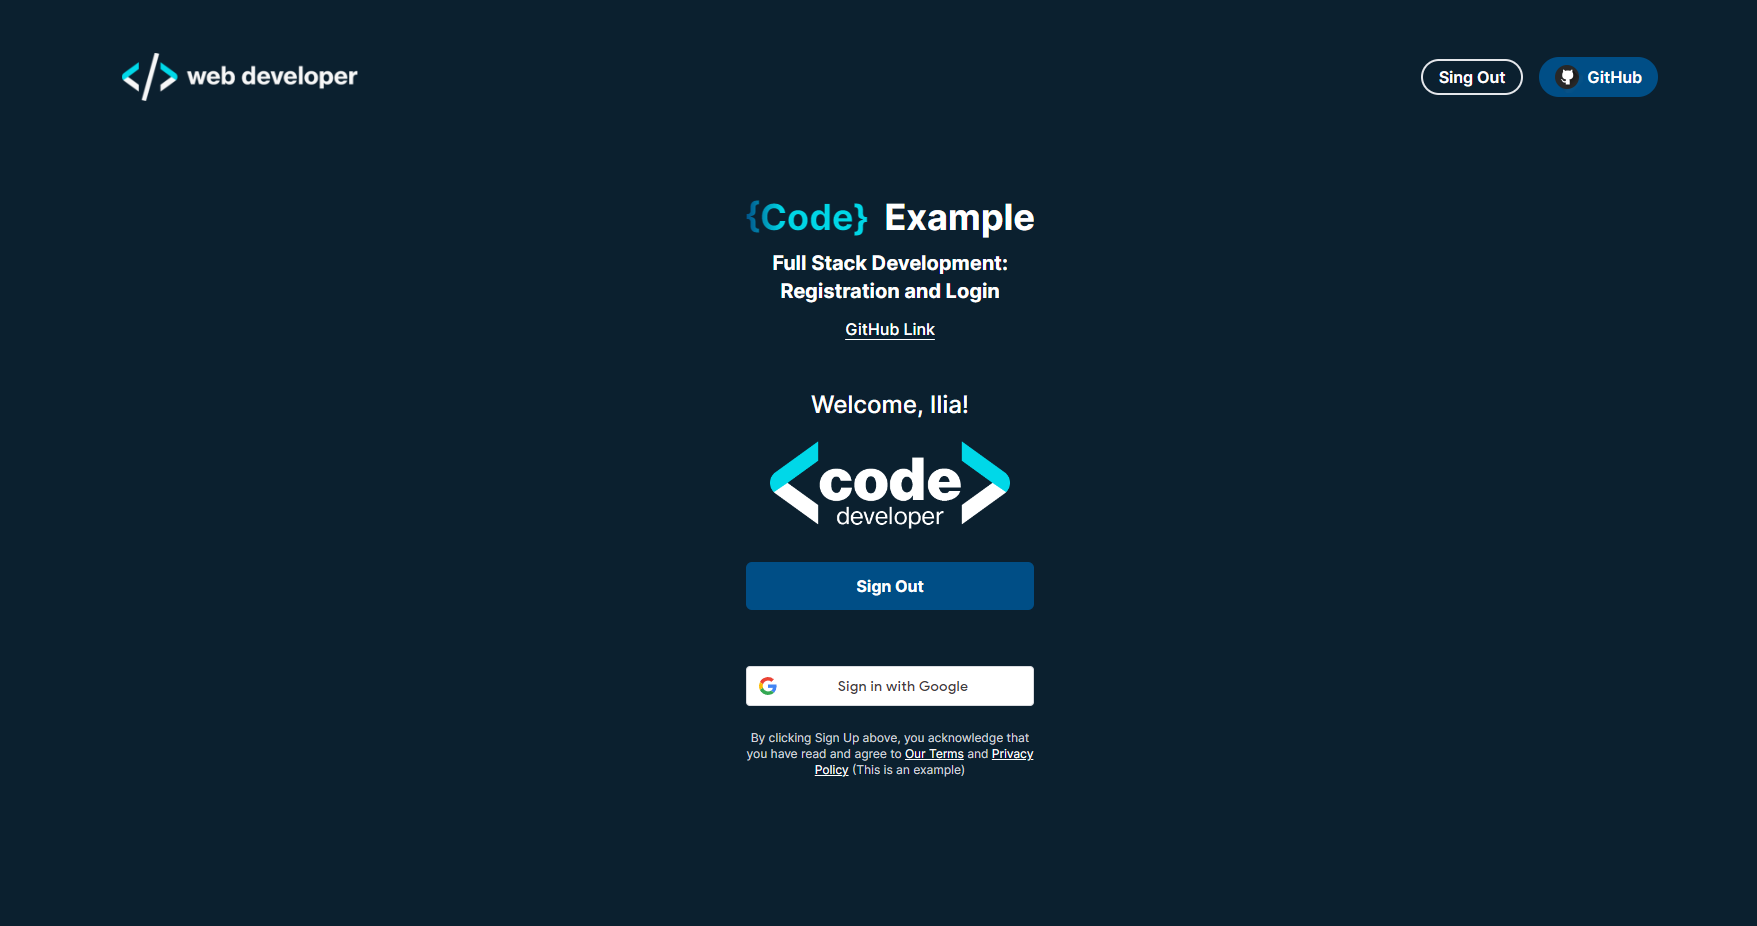 web developer
Sing Out
GitHub
{Code} Example
Full Stack Development:
Registration and Login
GitHub Link
Welcome, Ilia!
code
developer
Sign Out
Sign in with Google
By clicking Sign Up above, you acknowledge that
you have read and agree to Our Terms and Privacy
Policy (This is an example)